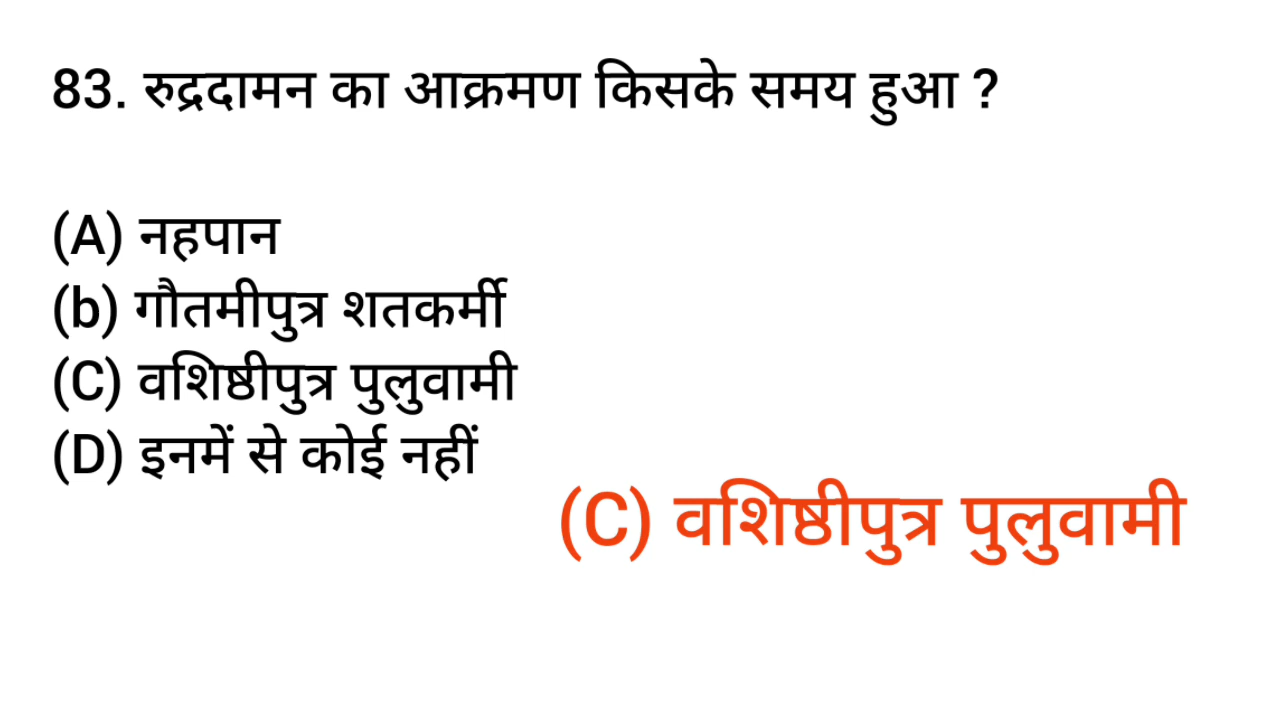 83. रुद्रदामन का आक्रमण किसके समय हुआ ?
(A) नहपान
(b) गौतमीपुत्र शतकर्मी
(C) वशिष्ठीपुत्र पुलुवामी
(D) इनमें से कोई नहीं
(C) वशिष्ठीपुत्र पुलुवामी